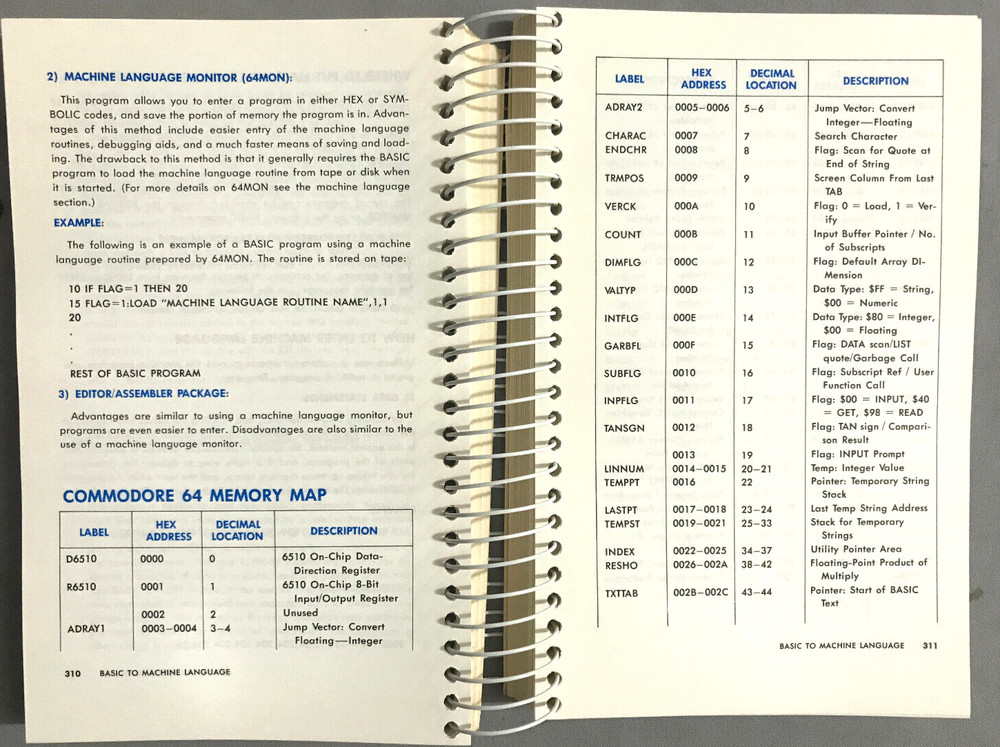 2) MACHINE LANGUAGE MONITOR (64MON):
This program allows you to enter a program in either HEX or SYM-
BOLIC codes, and save the portion of memory the program is in. Advan-
tages of this method include easier entry of the machine language
routines, debugging aids, and a much faster means of saving and load-
ing. The drawback to this method is that it generally requires the BASIC
program to load the machine language routine from tape or disk when
it is started. (For more details on 64MON see the machine language
section.)
EXAMPLE:
The following is an example of a BASIC program using a machine
language routine prepared by 64MON. The routine is stored on tape:
10 IF FLAG=1 THEN 20
15 FLAG=1:LOAD "MACHINE LANGUAGE ROUTINE NAME",1,1
20
.
.
.
REST OF BASIC PROGRAM
3) EDITOR/ASSEMBLER PACKAGE:
Advantages are similar to using a machine language monitor, but
programs are even easier to enter. Disadvantages are also similar to the
use of a machine language monitor.
COMMODORE 64 MEMORY MAP
LABEL HEX ADDRESS DECIMAL LOCATION DESCRIPTION
D6510 0000 0 6510 On-Chip Data-
Direction Register
R6510 0001 1 6510 On-Chip 8-Bit
Input/Output Register
0002 2 Unused
ADRAY1 0003-0004 3-4 Jump Vector: Convert
Floating—Integer
310 BASIC TO MACHINE LANGUAGE
LABEL HEX ADDRESS DECIMAL LOCATION DESCRIPTION
ADRAY2 0005-0006 5-6 Jump Vector: Convert
Integer—Floating
CHARAC 0007 7 Search Character
ENDCHR 0008 8 Flag: Scan for Quote at
End of String
TRMPOS 0009 9 Screen Column From Last
TAB
VERCK 000A 10 Flag: 0 = Load, 1 = Ver-
ify
COUNT 000B 11 Input Buffer Pointer / No.
of Subscripts
DIMFLG 000C 12 Flag: Default Array DI-
Mension
VALTYP 000D 13 Data Type: $FF = String,
$00 = Numeric
INTFLG 000E 14 Data Type: $80 = Integer,
$00 = Floating
GARBFL 000F 15 Flag: DATA scan/LIST
quote/Garbage Coll
SUBFLG 0010 16 Flag: Subscript Ref / User
Function Call
INPFLG 0011 17 Flag: $00 = INPUT, $40
= GET, $98 = READ
TANSGN 0012 18 Flag: TAN sign / Compari-
son Result
0013 19 Flag: INPUT Prompt
LINNUM 0014-0015 20-21 Temp: Integer Value
TEMPPT 0016 22 Pointer: Temporary String
Stack
LASTPT 0017-0018 23-24 Last Temp String Address
TEMPST 0019-0021 25-33 Stack for Temporary
Strings
INDEX 0022-0025 34-37 Utility Pointer Area
RESHO 0026-002A 38-42 Floating-Point Product of
Multiply
TXTTAB 002B-002C 43-44 Pointer: Start of BASIC
Text
BASIC TO MACHINE LANGUAGE 311